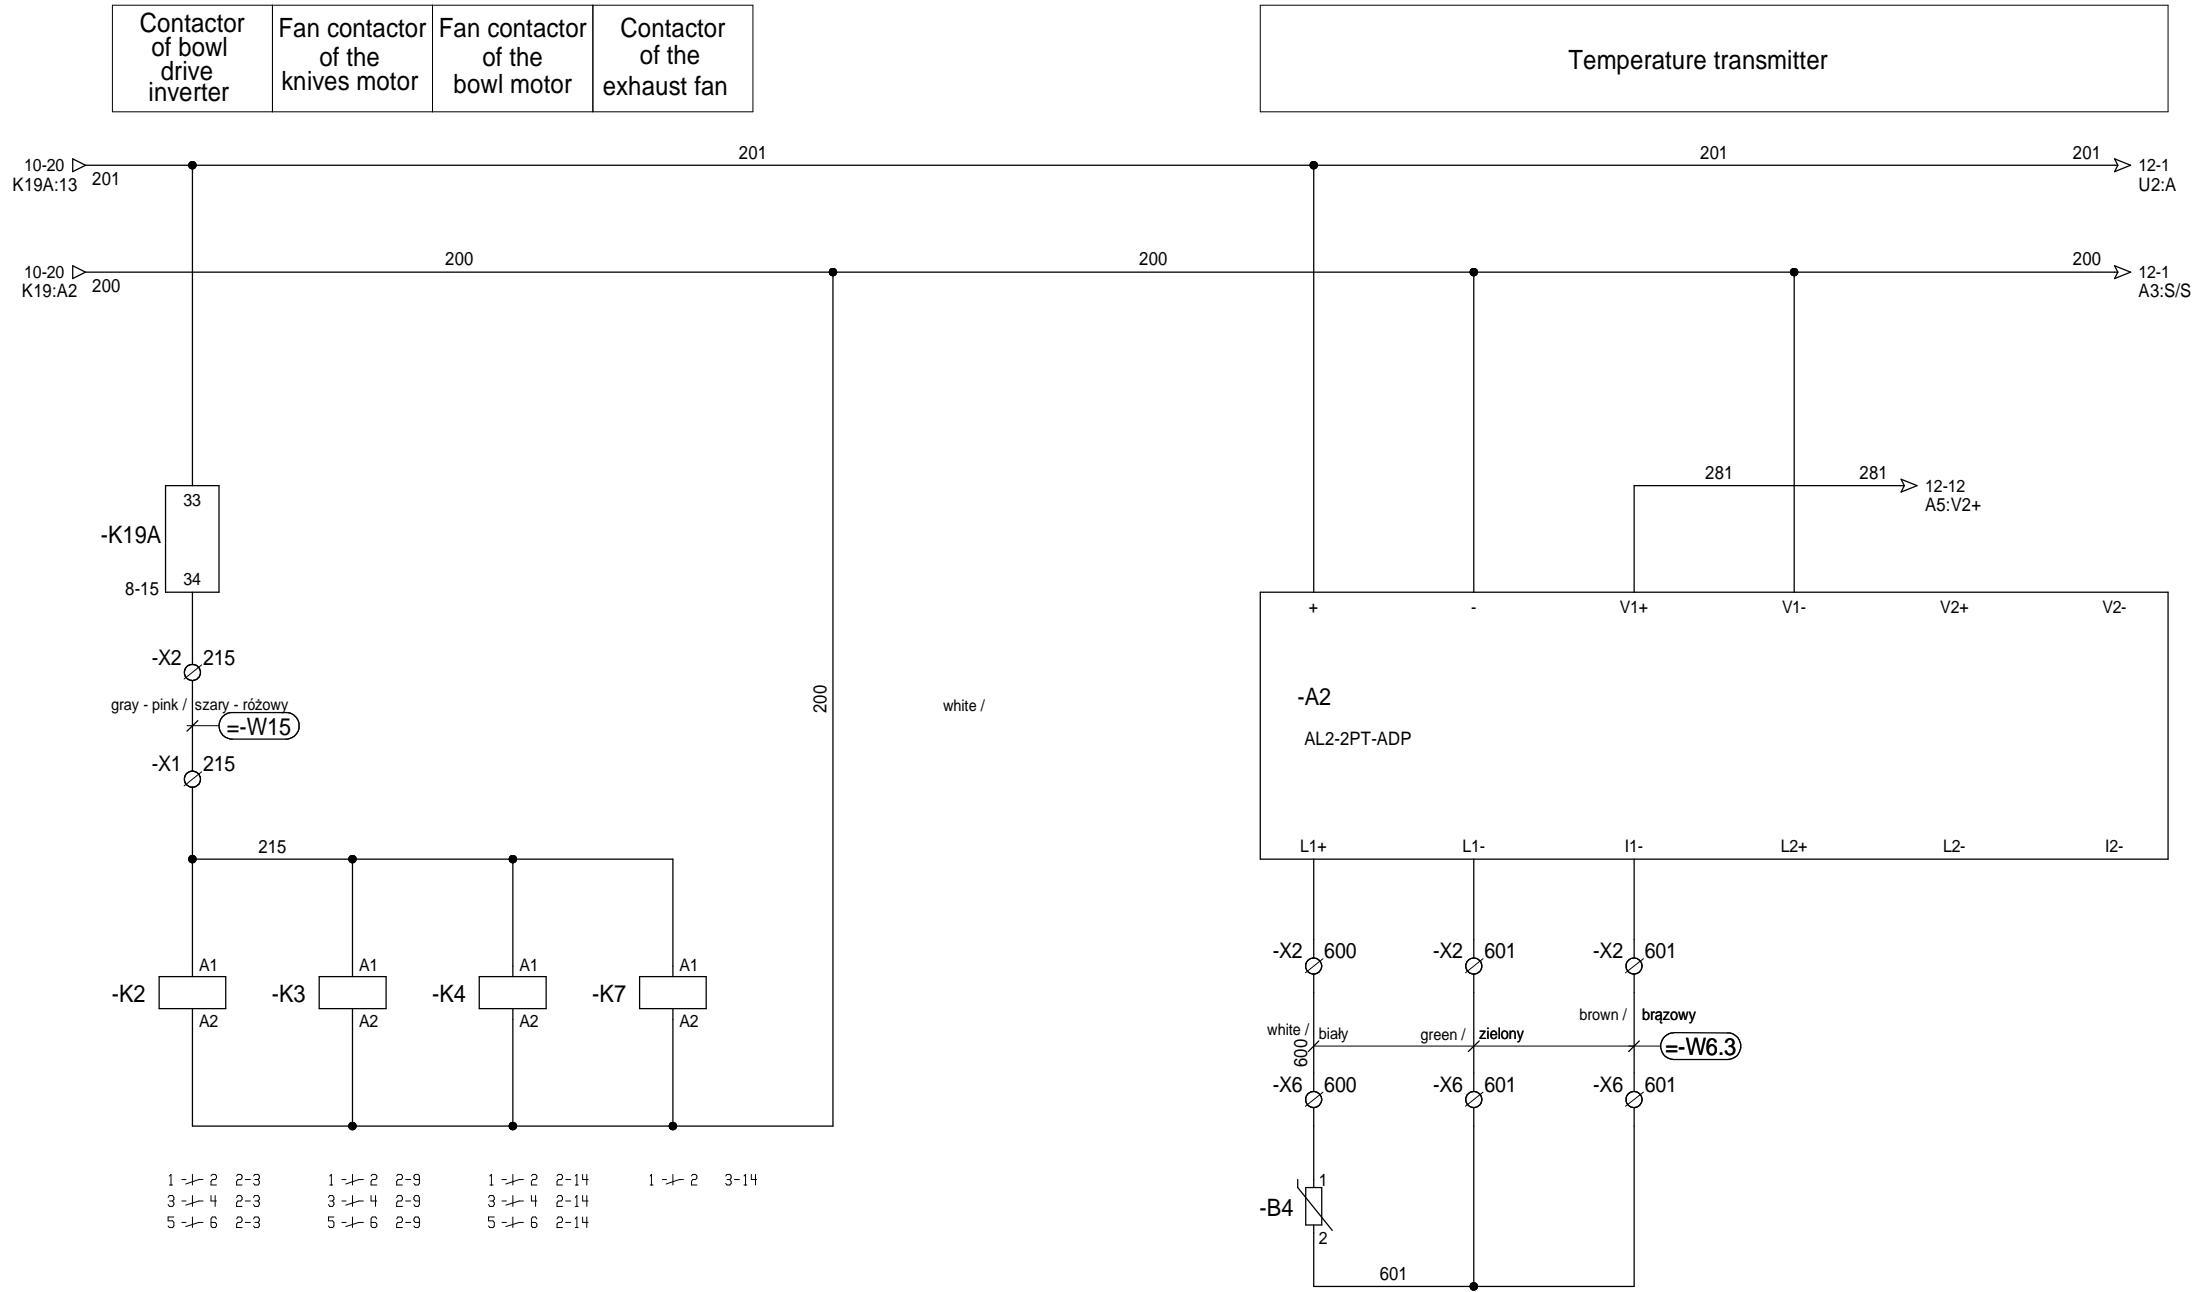 Contactor
of bowl
drive
inverter
Fan contactor
of the
knives motor
Fan contactor
of the
bowl motor
Contactor
of the
exhaust fan
Temperature transmitter
10-20
K19A:13
201
201
201
201
12-1
U2:A
10-20
K19:A2
200
200
200
200
12-1
A3:S/S
281
281
12-12
A5:V2+
33
-K19A
34
8-15
-X2 215
gray - pink / szary - różowy
=-W15
-X1 215
215
200
white /
+ - V1+ V1- V2+ V2-
-A2
AL2-2PT-ADP
L1+ L1- I1- L2+ L2- I2-
A1 A1 A1 A1
-K2 -K3 -K4 -K7
A2 A2 A2 A2
-X2 600 -X2 601 -X2 601
white / biały green / zielony brown / brązowy
600
=-W6.3
-X6 600 -X6 601 -X6 601
1 2 2-3
3 4 2-3
5 6 2-3
1 2 2-9
3 4 2-9
5 6 2-9
1 2 2-14
3 4 2-14
5 6 2-14
1 2 3-14
1
-B4
2
601